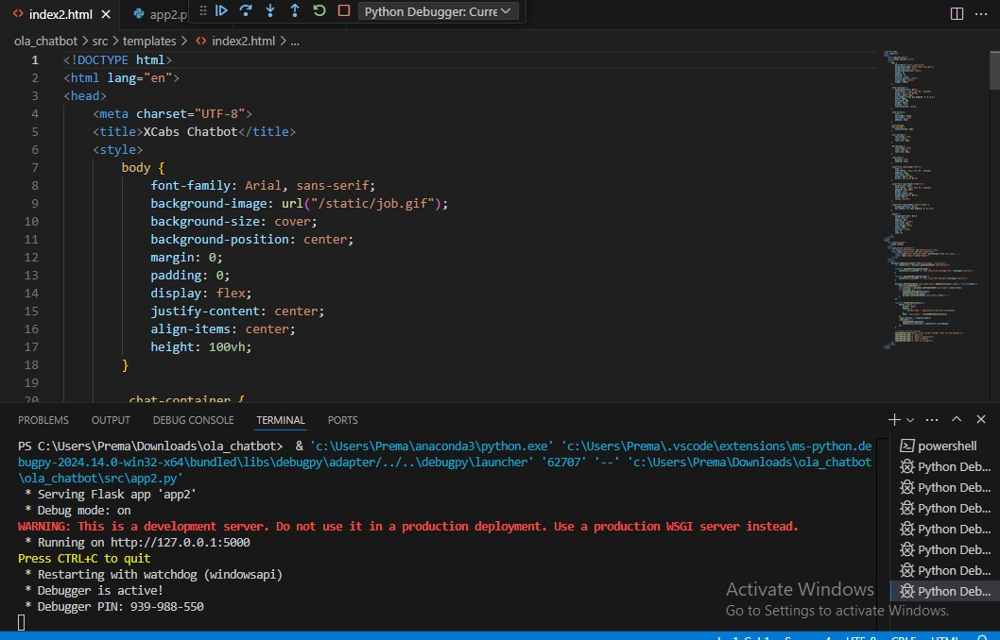 index2.html
app2.p
Python Debugger: Curre
ola_chatbot > src > templates > index2.html > ...
1 <!DOCTYPE html>
2 <html lang="en">
3 <head>
4 <meta charset="UTF-8">
5 <title>XCabs Chatbot</title>
6 <style>
7 body {
8 font-family: Arial, sans-serif;
9 background-image: url("/static/job.gif");
10 background-size: cover;
11 background-position: center;
12 margin: 0;
13 padding: 0;
14 display: flex;
15 justify-content: center;
16 align-items: center;
17 height: 100vh;
18 }
19
20 .chat-container {
PROBLEMS OUTPUT DEBUG CONSOLE TERMINAL PORTS
PS C:\Users\Prema\Downloads\ola_chatbot> & 'c:\Users\Prema\anaconda3\python.exe' 'c:\Users\Prema\.vscode\extensions\ms-python.de
bugpy-2024.14.0-win32-x64\bundled\libs\debugpy\adapter/../..\debugpy\launcher' '62707' '--' 'c:\Users\Prema\Downloads\ola_chatbot
\ola_chatbot\src\app2.py'
* Serving Flask app 'app2'
* Debug mode: on
WARNING: This is a development server. Do not use it in a production deployment. Use a production WSGI server instead.
* Running on http://127.0.0.1:5000
Press CTRL+C to quit
* Restarting with watchdog (windowsapi)
* Debugger is active!
* Debugger PIN: 939-988-550
powershell
Python Deb...
Python Deb...
Python Deb...
Python Deb...
Python Deb...
Python Deb...
Python Deb...
Activate Windows
Go to Settings to activate Windows.